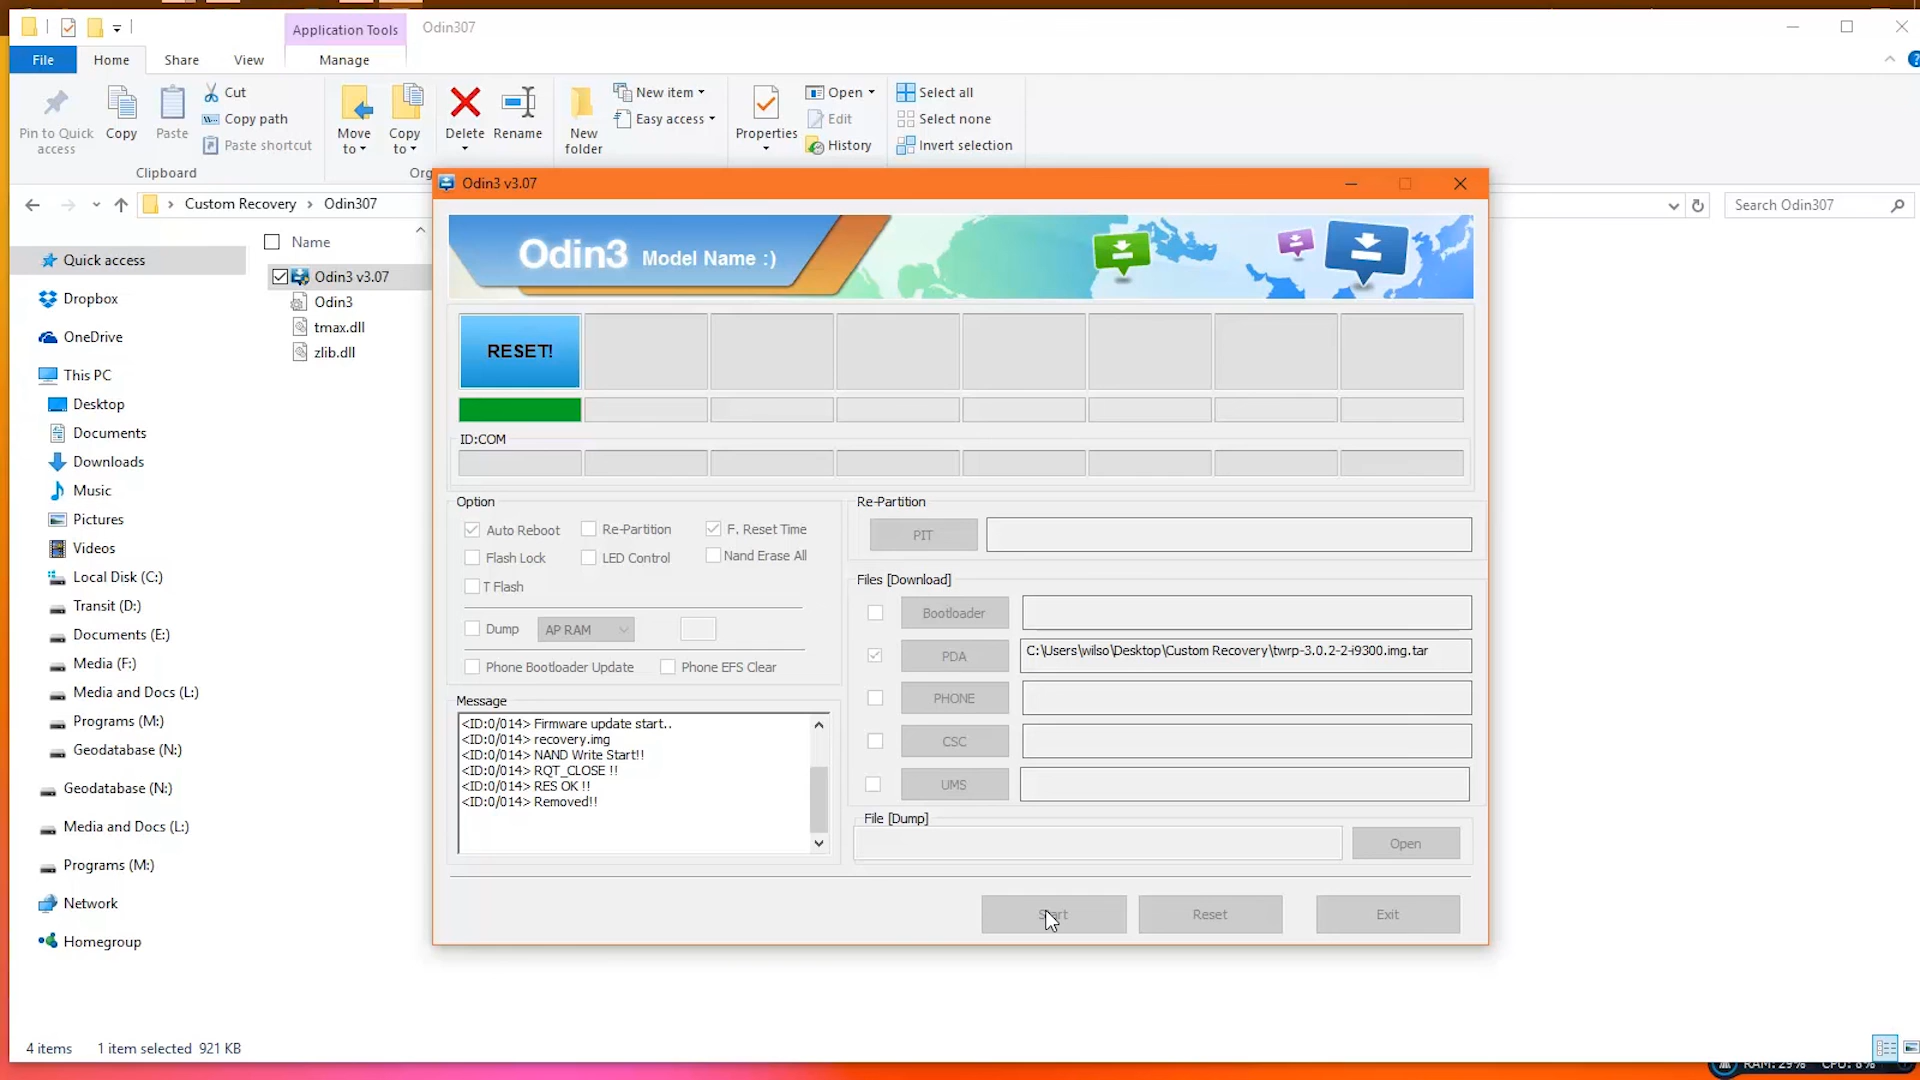 Application Tools
Odin307
File
Home
Share
View
Manage
Pin to Quick access
Copy
Paste
Cut
Copy path
Paste shortcut
Clipboard
Move to
Copy to
Delete
Rename
Org
New folder
New item
Easy access
Properties
Open
Edit
History
Select all
Select none
Invert selection
Custom Recovery > Odin307
Search Odin307
Quick access
Dropbox
OneDrive
This PC
Desktop
Documents
Downloads
Music
Pictures
Videos
Local Disk (C:)
Transit (D:)
Documents (E:)
Media (F:)
Media and Docs (L:)
Programs (M:)
Geodatabase (N:)
Geodatabase (N:)
Media and Docs (L:)
Programs (M:)
Network
Homegroup
Name
Odin3 v3.07
Odin3
tmax.dll
zlib.dll
Odin3 v3.07
Odin3 Model Name :)
RESET!
ID:COM
Option
Auto Reboot
Re-Partition
F. Reset Time
Flash Lock
LED Control
Nand Erase All
T Flash
Dump
AP RAM
Phone Bootloader Update
Phone EFS Clear
Message
<ID:0/014> Firmware update start..
<ID:0/014> recovery.img
<ID:0/014> NAND Write Start!!
<ID:0/014> RQT_CLOSE !!
<ID:0/014> RES OK !!
<ID:0/014> Removed!!
Re-Partition
PIT
Files [Download]
Bootloader
PDA
C:\Users\wilso\Desktop\Custom Recovery\twrp-3.0.2-2-i9300.img.tar
PHONE
CSC
UMS
File [Dump]
Open
Start
Reset
Exit
4 items
1 item selected 921 KB
RAM: 29%
CPU: 8%